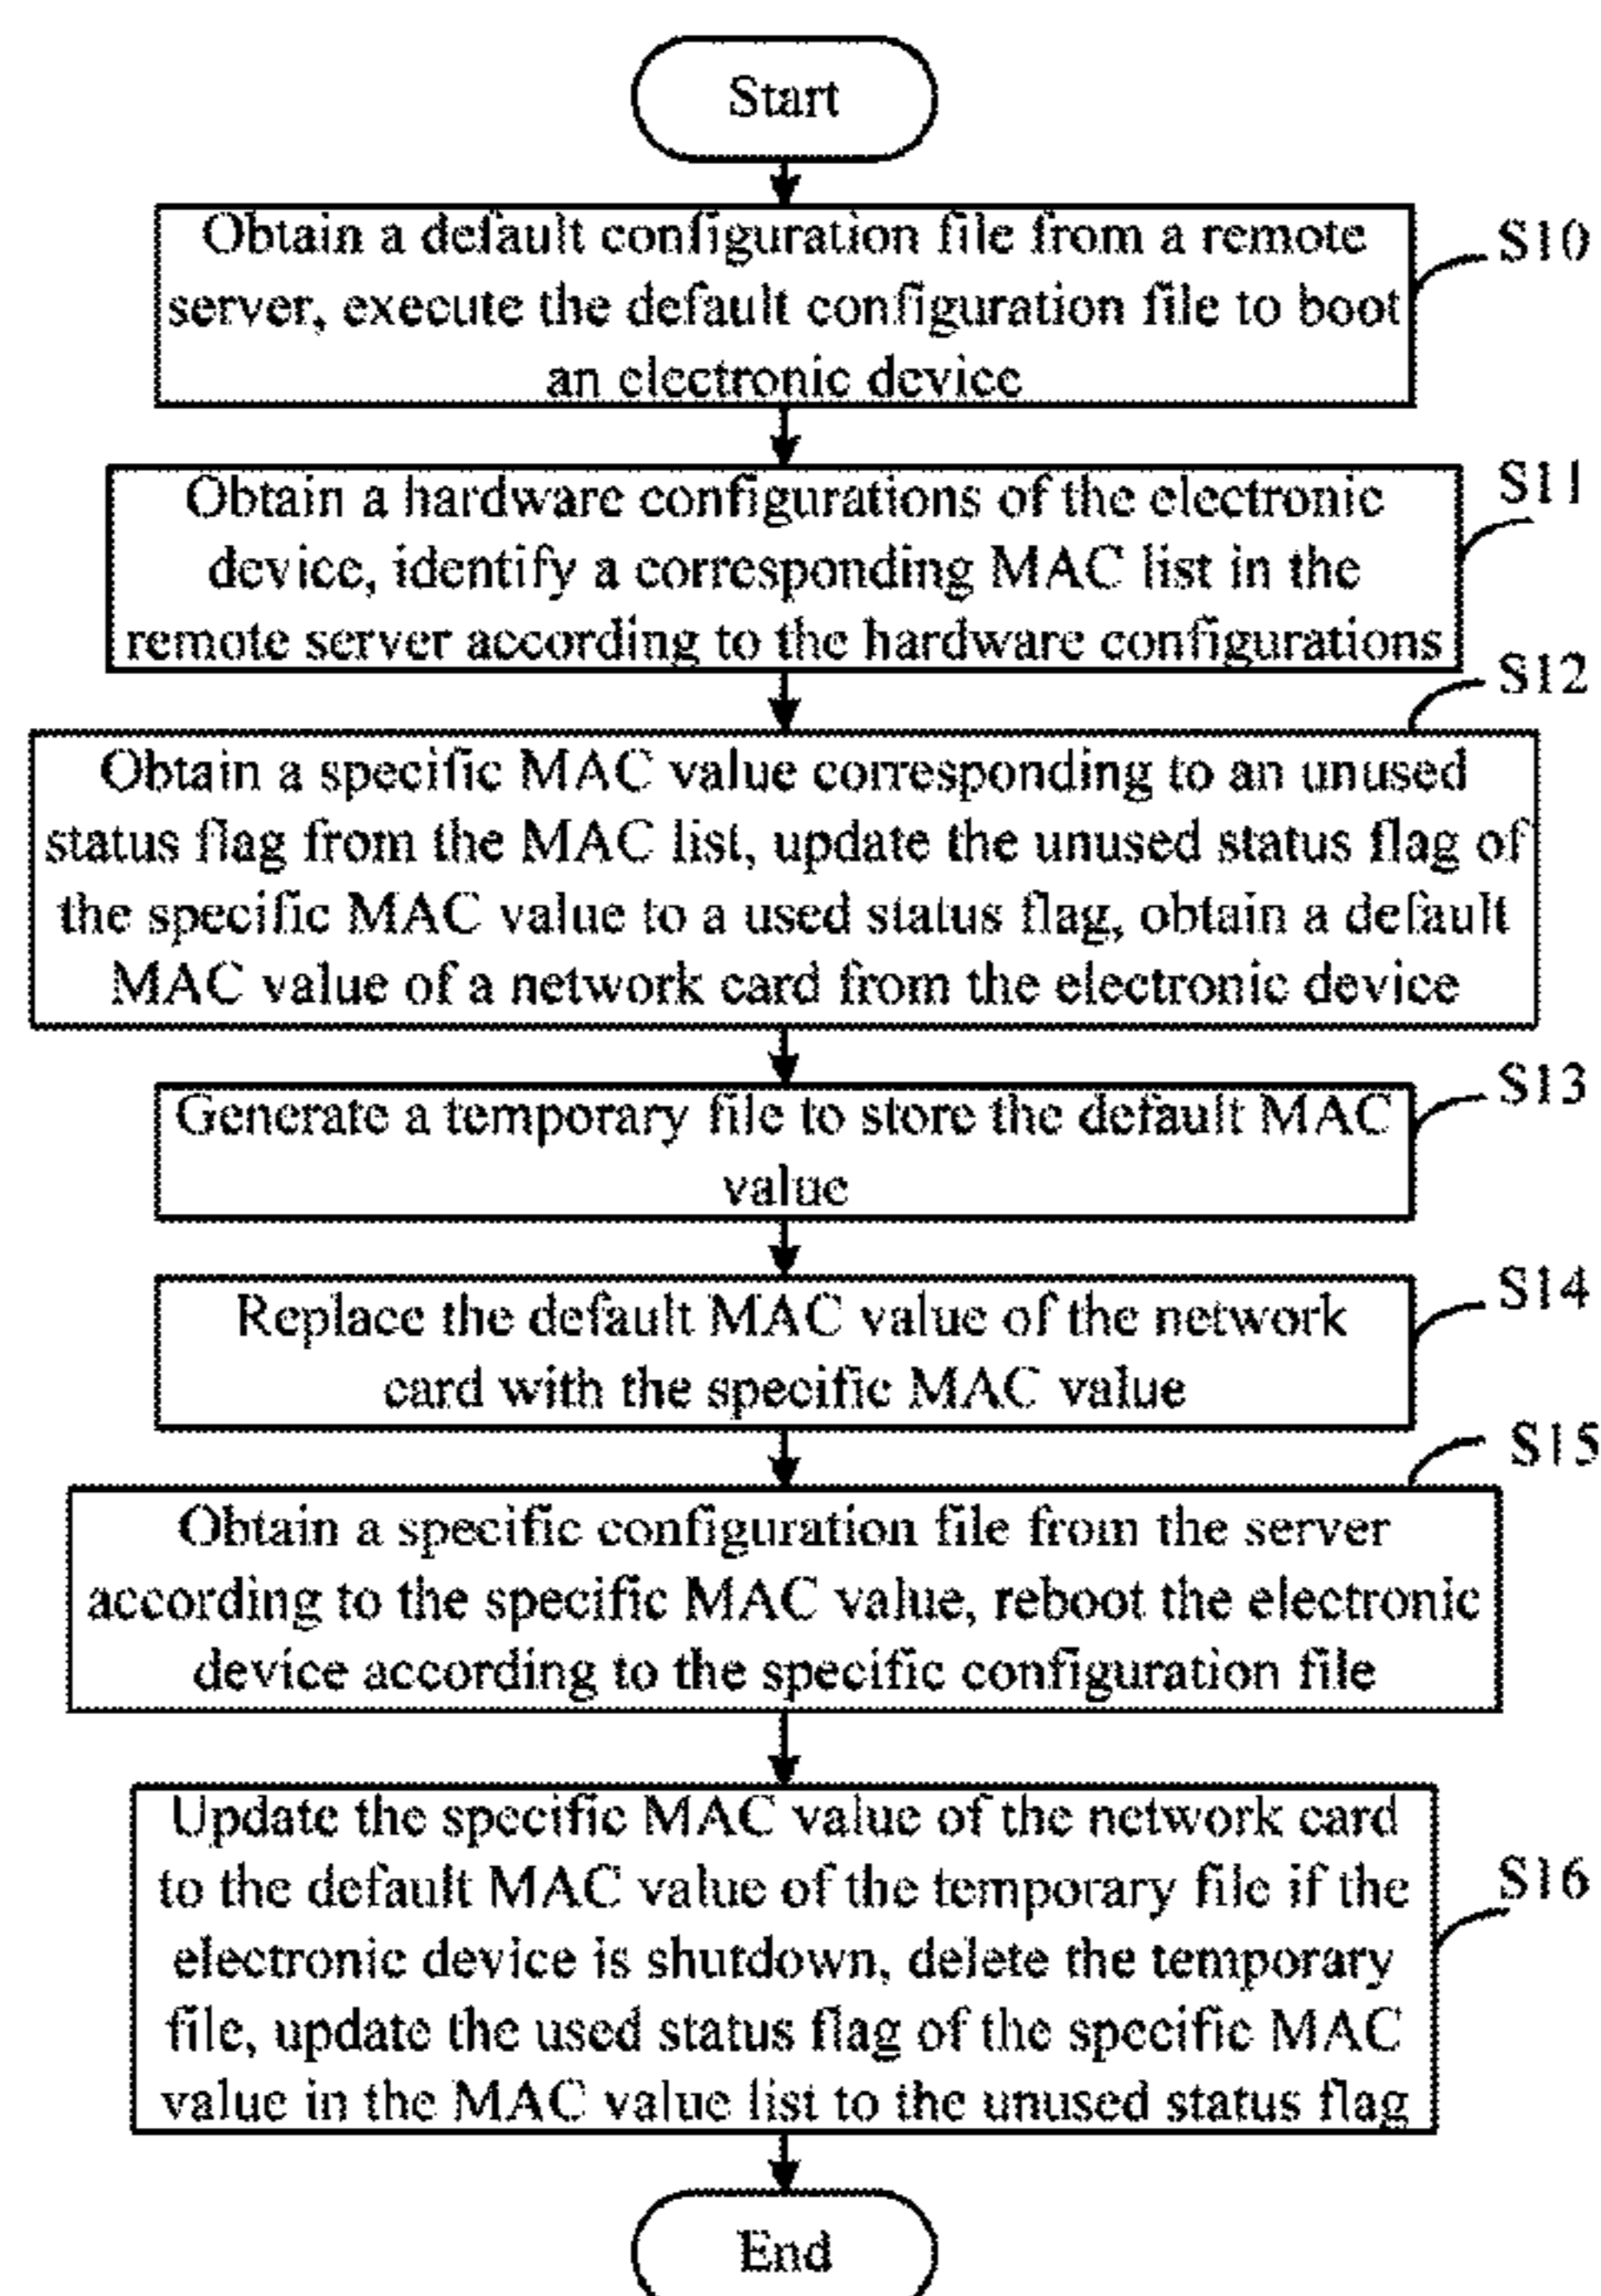 Start
Obtain a default configuration file from a remote
server, execute the default configuration file to boot
an electronic device
S10
Obtain a hardware configurations of the electronic
device, identify a corresponding MAC list in the
remote server according to the hardware configurations
S11
Obtain a specific MAC value corresponding to an unused
status flag from the MAC list, update the unused status flag of
the specific MAC value to a used status flag, obtain a default
MAC value of a network card from the electronic device
S12
Generate a temporary file to store the default MAC
value
S13
Replace the default MAC value of the network
card with the specific MAC value
S14
Obtain a specific configuration file from the server
according to the specific MAC value, reboot the electronic
device according to the specific configuration file
S15
Update the specific MAC value of the network card
to the default MAC value of the temporary file if the
electronic device is shutdown, delete the temporary
file, update the used status flag of the specific MAC
value in the MAC value list to the unused status flag
S16
End